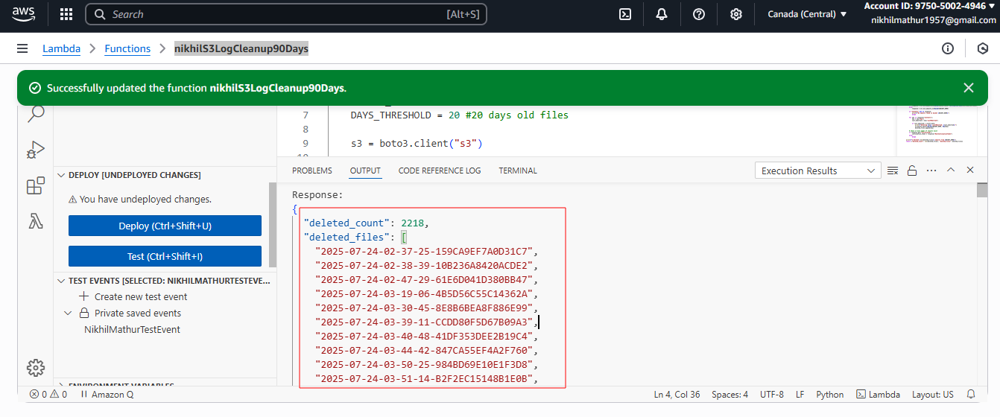 aws
Search
[Alt+S]
Canada (Central)
Account ID: 9750-5002-4946
nikhilmathur1957@gmail.com
Lambda
Functions
nikhilS3LogCleanup90Days
Successfully updated the function nikhilS3LogCleanup90Days.
7 DAYS_THRESHOLD = 20 #20 days old files
8
9 s3 = boto3.client("s3")
DEPLOY [UNDEPLOYED CHANGES]
You have undeployed changes.
Deploy (Ctrl+Shift+U)
Test (Ctrl+Shift+I)
TEST EVENTS [SELECTED: NIKHILMATHURTESTEVE...
Create new test event
Private saved events
NikhilMathurTestEvent
PROBLEMS
OUTPUT
CODE REFERENCE LOG
TERMINAL
Execution Results
Response:
{
"deleted_count": 2218,
"deleted_files": [
"2025-07-24-02-37-25-159CA9EF7A0D31C7",
"2025-07-24-02-38-39-10B236A8420ACDE2",
"2025-07-24-02-47-29-61E6D041D380BB47",
"2025-07-24-03-19-06-4B5D56C55C14362A",
"2025-07-24-03-30-45-8E8B6BEA8F886E99",
"2025-07-24-03-39-11-CCDD80F5D67B09A3",
"2025-07-24-03-40-48-41DF353DEE2B19C4",
"2025-07-24-03-44-42-847CA55EF4A2F760",
"2025-07-24-03-50-25-984BD69E10E1F3D8",
"2025-07-24-03-51-14-B2F2EC15148B1E0B",
0
0
Amazon Q
Ln 4, Col 36
Spaces: 4
UTF-8
LF
Python
Lambda
Layout: US